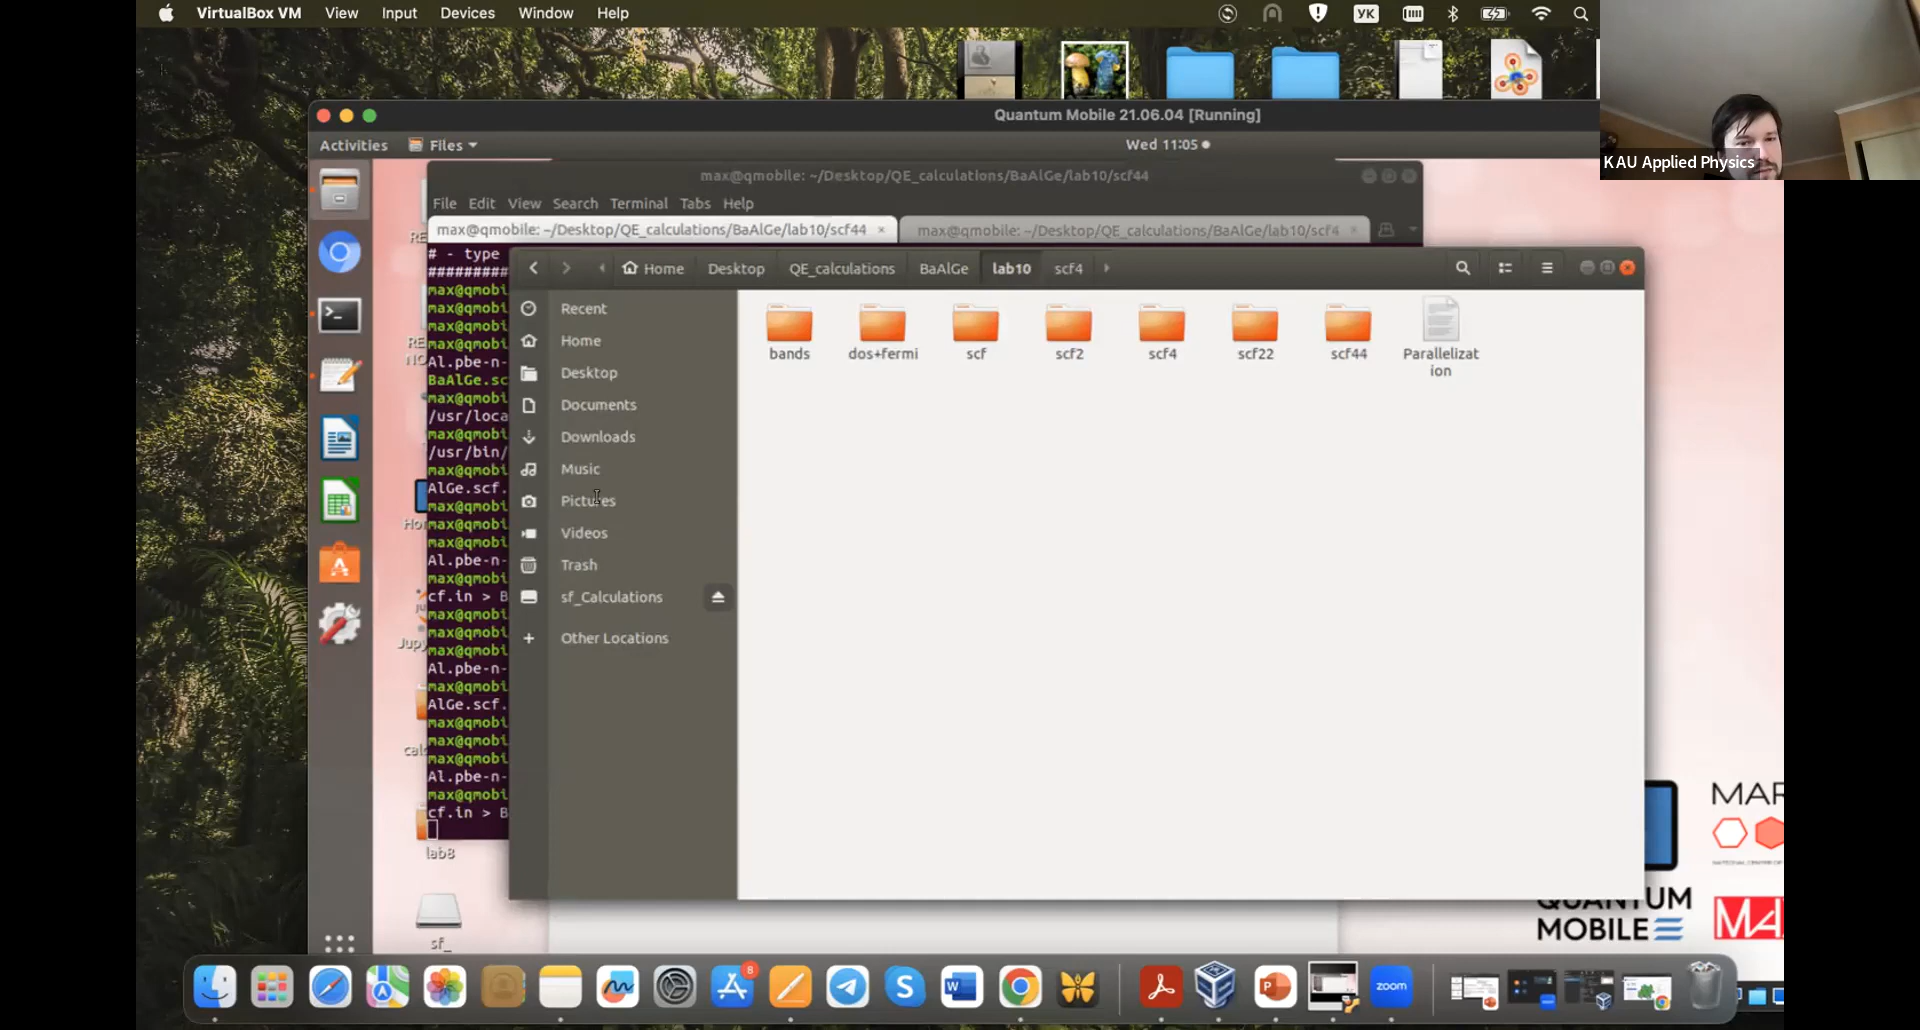 VirtualBox VM View Input Devices Window Help
УК
Quantum Mobile 21.06.04 [Running]
Activities Files Wed 11:05
KAU Applied Physics
max@qmobile: ~/Desktop/QE_calculations/BaAlGe/lab10/scf44
File Edit View Search Terminal Tabs Help
max@qmobile: ~/Desktop/QE_calculations/BaAlGe/lab10/scf44 × max@qmobile: ~/Desktop/QE_calculations/BaAlGe/lab10/scf4 ×
# - type
#########
max@qmobi
max@qmobi
max@qmobi
max@qmobi
Al.pbe-n-
BaAlGe.sc
max@qmobi
/usr/loca
max@qmobi
/usr/bin/
max@qmobi
AlGe.scf.
max@qmobi
max@qmobi
max@qmobi
Al.pbe-n-
max@qmobi
cf.in > B
max@qmobi
max@qmobi
max@qmobi
Al.pbe-n-
max@qmobi
AlGe.scf.
max@qmobi
max@qmobi
max@qmobi
Al.pbe-n-
max@qmobi
cf.in > B
Home Desktop QE_calculations BaAlGe lab10 scf4
Recent
Home
Desktop
Documents
Downloads
Music
Pictures
Videos
Trash
sf_Calculations
Other Locations
bands dos+fermi scf scf2 scf4 scf22 scf44 Parallelizat
ion
lab8
sf_
MAR
QUANTUM
MOBILE
MA
8
zoom